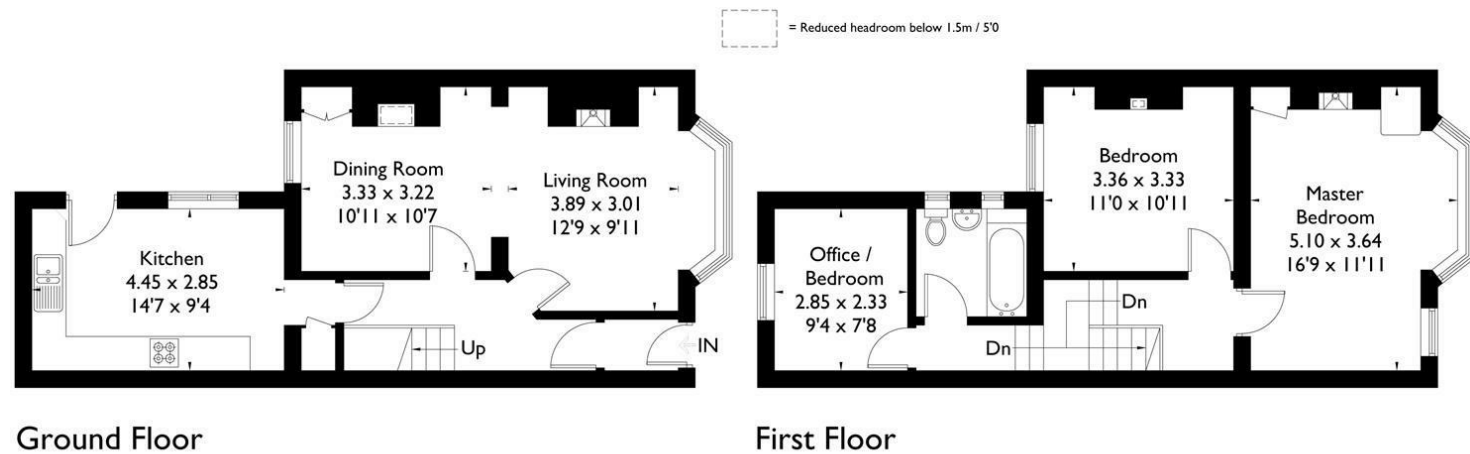 = Reduced headroom below 1.5m / 5'0
Dining Room
3.33 x 3.22
10'11 x 10'7
Living Room
3.89 x 3.01
12'9 x 9'11
Kitchen
4.45 x 2.85
14'7 x 9'4
Up
IN
Ground Floor
Bedroom
3.36 x 3.33
11'0 x 10'11
Master
Bedroom
5.10 x 3.64
16'9 x 11'11
Office /
Bedroom
2.85 x 2.33
9'4 x 7'8
Dn
Dn
First Floor